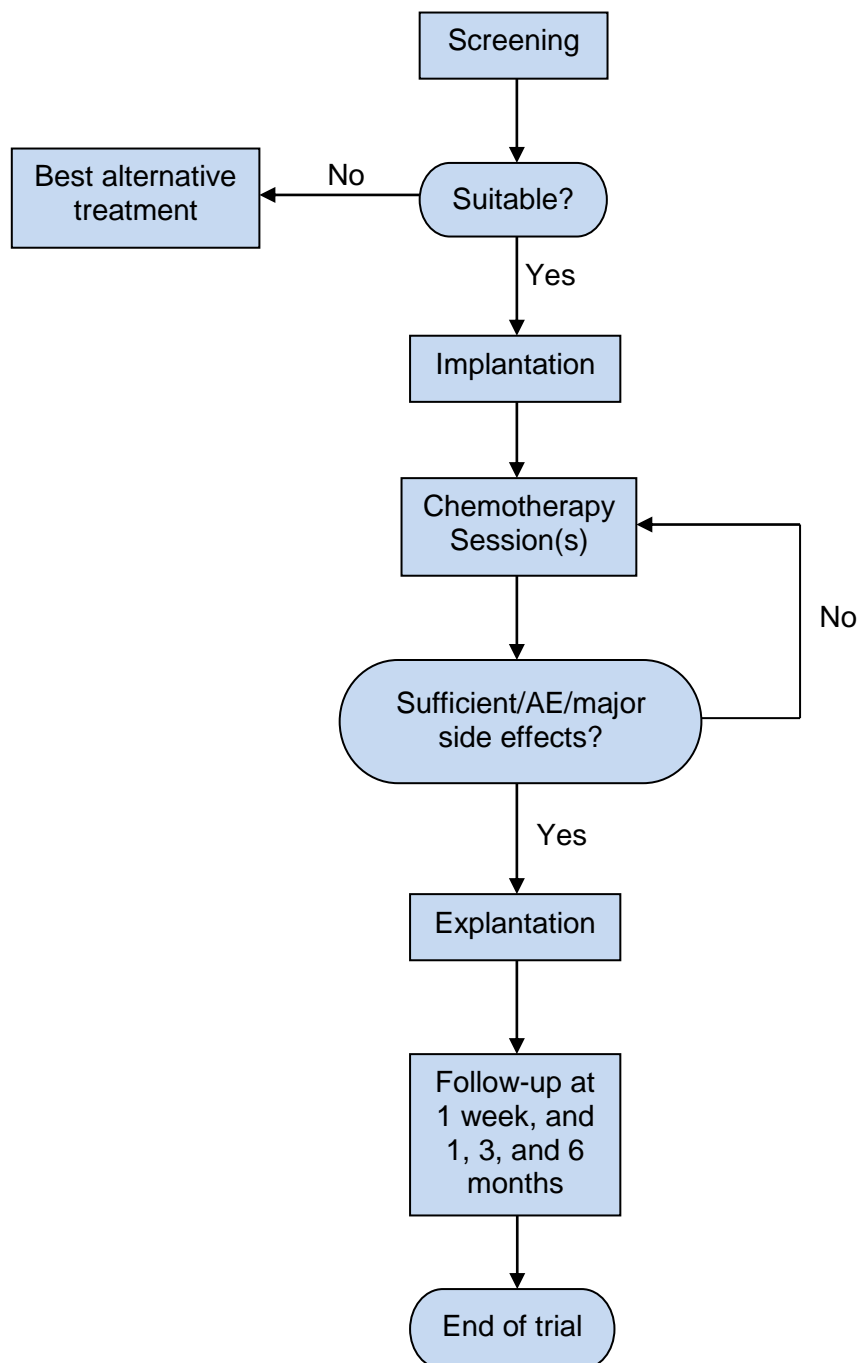 Screening
No
Best alternative
treatment
Suitable?
Yes
Implantation
Chemotherapy
Session(s)
No
Sufficient/AE/major
side effects?
Yes
Explantation
Follow-up at
1 week, and
1, 3, and 6
months
End of trial